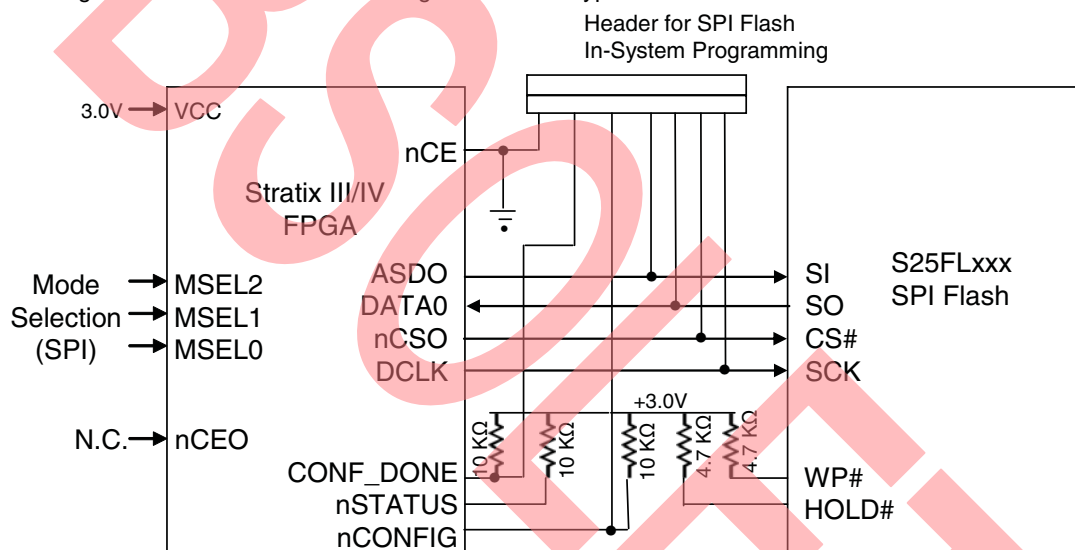 Header for SPI Flash
In-System Programming
3.0V
VCC
nCE
Stratix III/IV
FPGA
Mode
Selection
(SPI)
MSEL2
MSEL1
MSEL0
ASDO
DATA0
nCSO
DCLK
SI
SO
CS#
SCK
S25FLxxx
SPI Flash
+3.0V
10 KΩ
10 KΩ
10 KΩ
4.7 KΩ
4.7 KΩ
N.C.
nCEO
CONF_DONE
nSTATUS
nCONFIG
WP#
HOLD#